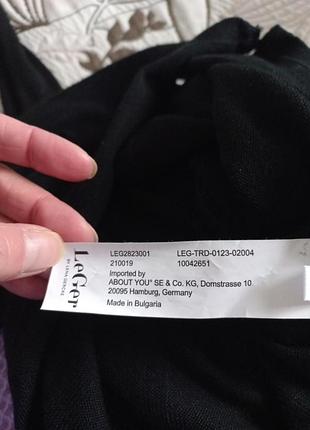 LeGer
BY LENA GERCKE
LEG2823001 LEG-TRD-0123-02004
210019 10042651
Imported by
ABOUT YOU° SE & Co. KG, Domstrasse 10
20095 Hamburg, Germany
Made in Bulgaria